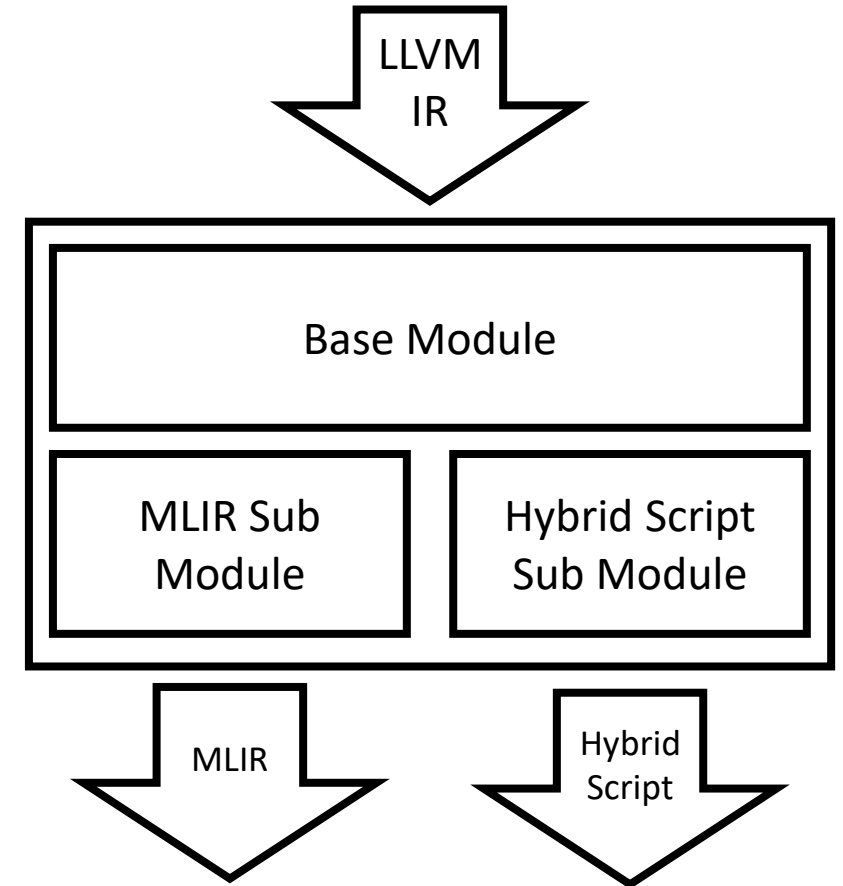 LLVM
IR
Base Module
MLIR Sub
Module
Hybrid Script
Sub Module
MLIR
Hybrid
Script